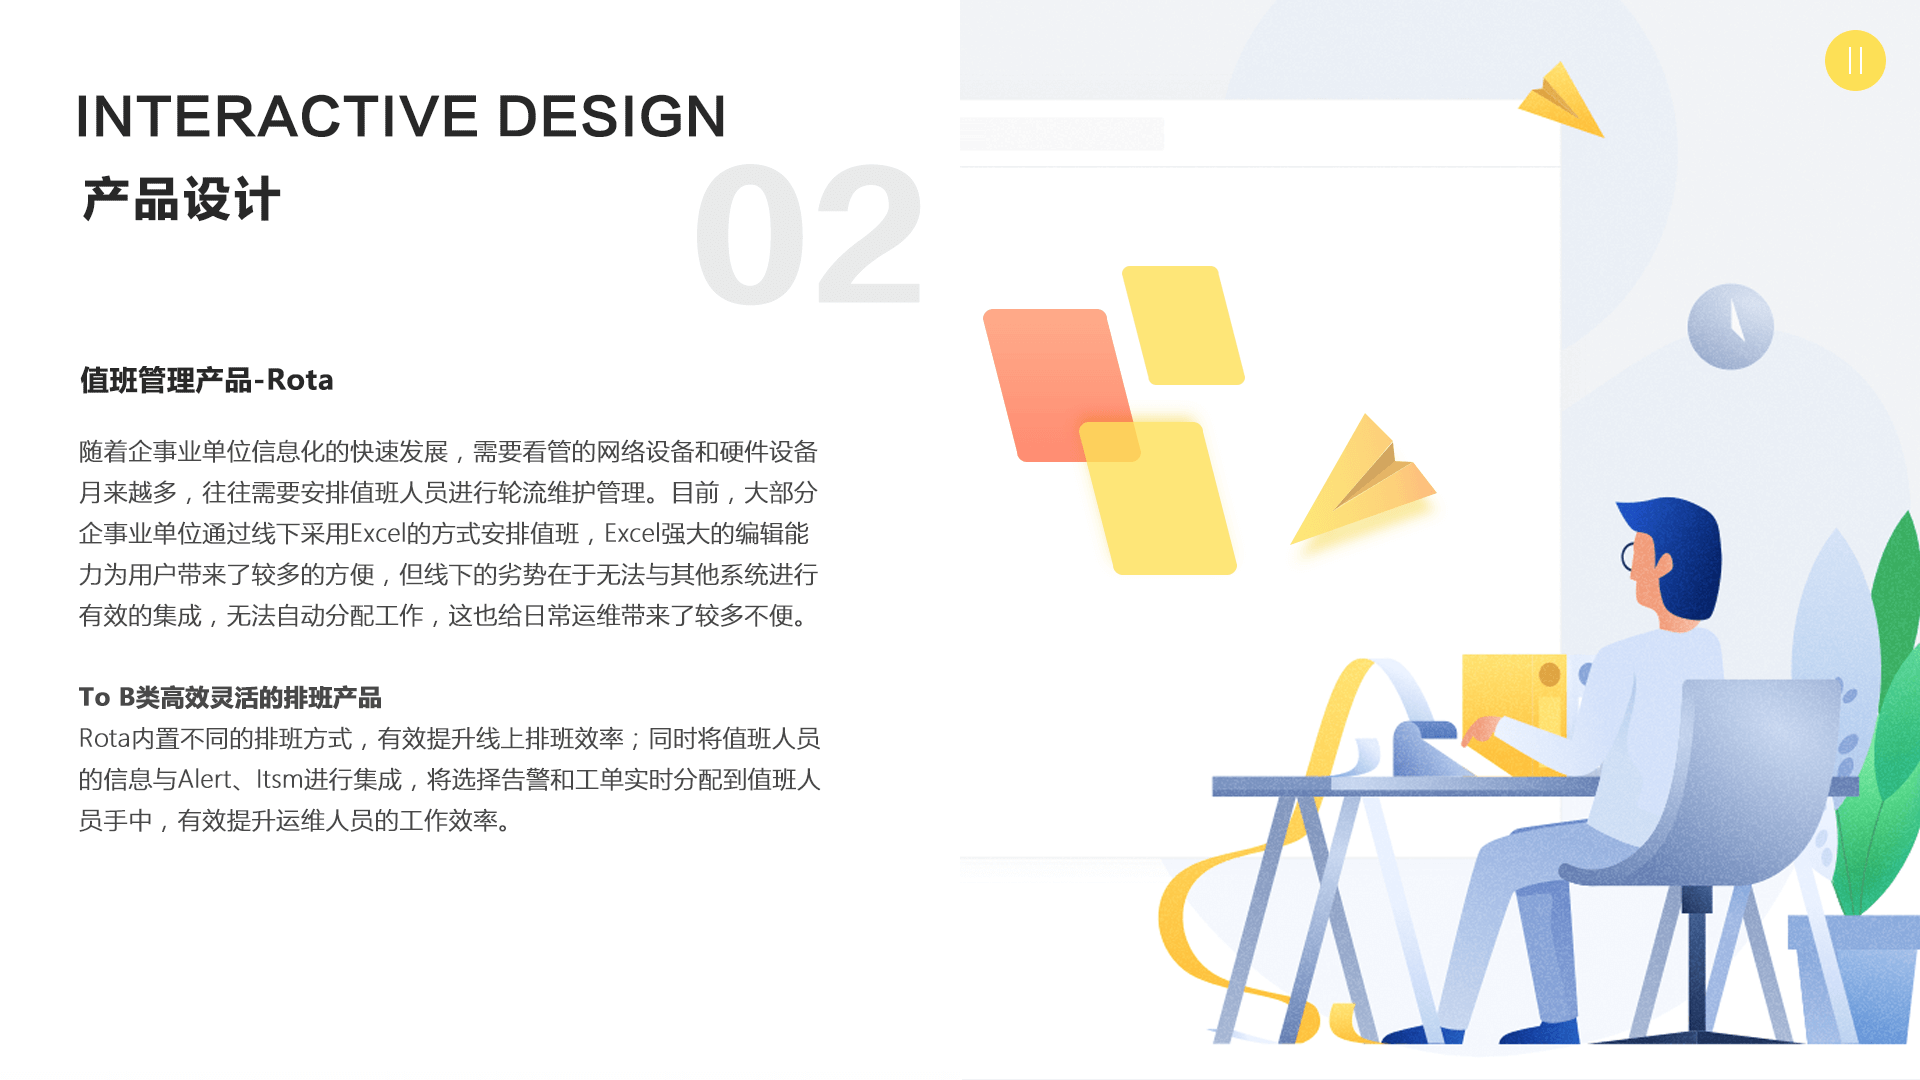 INTERACTIVE DESIGN
产品设计
02
值班管理产品-Rota
随着企事业单位信息化的快速发展，需要看管的网络设备和硬件设备
月来越多，往往需要安排值班人员进行轮流维护管理。目前，大部分
企事业单位通过线下采用Excel的方式安排值班，Excel强大的编辑能
力为用户带来了较多的方便，但线下的劣势在于无法与其他系统进行
有效的集成，无法自动分配工作，这也给日常运维带来了较多不便。
To B类高效灵活的排班产品
Rota内置不同的排班方式，有效提升线上排班效率；同时将值班人员
的信息与Alert、Itsm进行集成，将选择告警和工单实时分配到值班人
员手中，有效提升运维人员的工作效率。